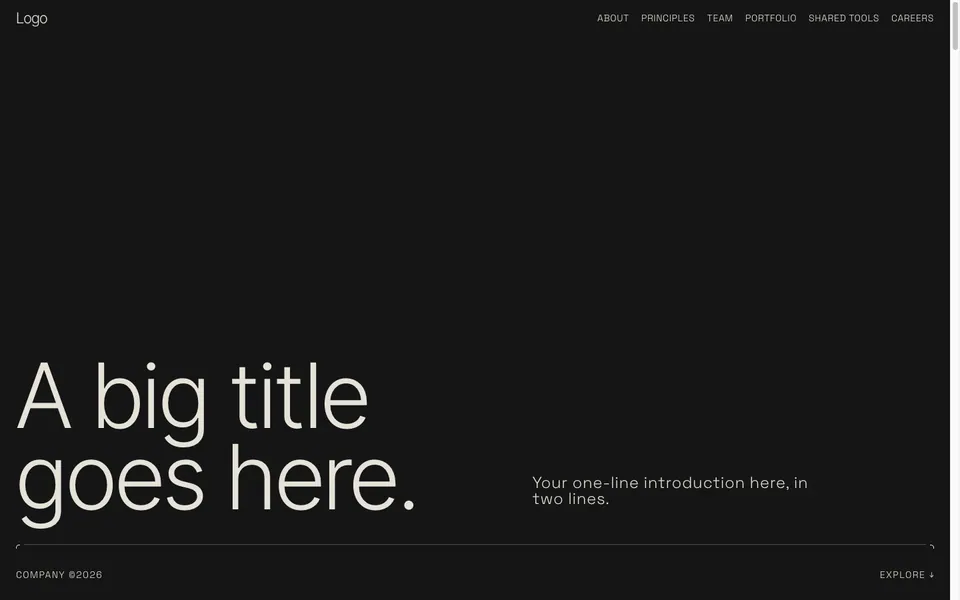 Logo
ABOUT PRINCIPLES TEAM PORTFOLIO SHARED TOOLS CAREERS
A big title
goes here.
Your one-line introduction here, in
two lines.
COMPANY ©2026
EXPLORE ↓